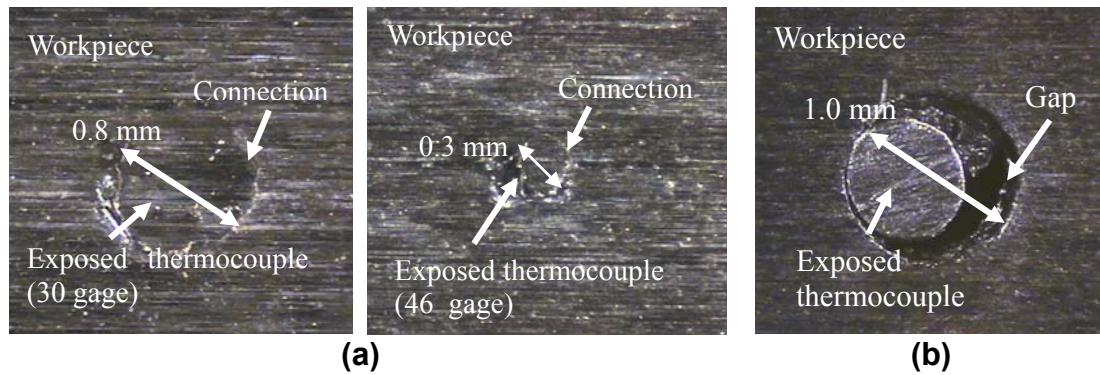 Workpiece
Connection
0.8 mm
Exposed thermocouple
(30 gage)
Workpiece
Connection
0.3 mm
Exposed thermocouple
(46 gage)
Workpiece
Gap
1.0 mm
Exposed
thermocouple
(a)
(b)